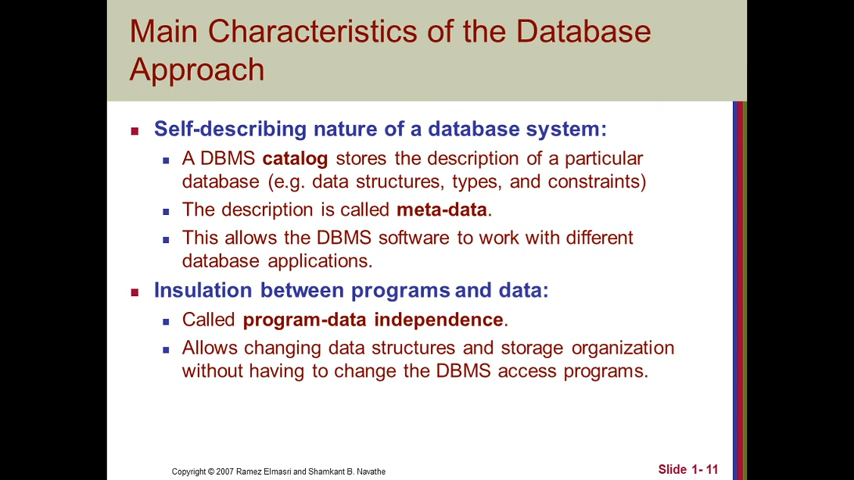 Main Characteristics of the Database
Approach
Self-describing nature of a database system:
A DBMS catalog stores the description of a particular
database (e.g. data structures, types, and constraints)
The description is called meta-data.
This allows the DBMS software to work with different
database applications.
Insulation between programs and data:
Called program-data independence.
Allows changing data structures and storage organization
without having to change the DBMS access programs.
Copyright © 2007 Ramez Elmasri and Shamkant B. Navathe
Slide 1- 11